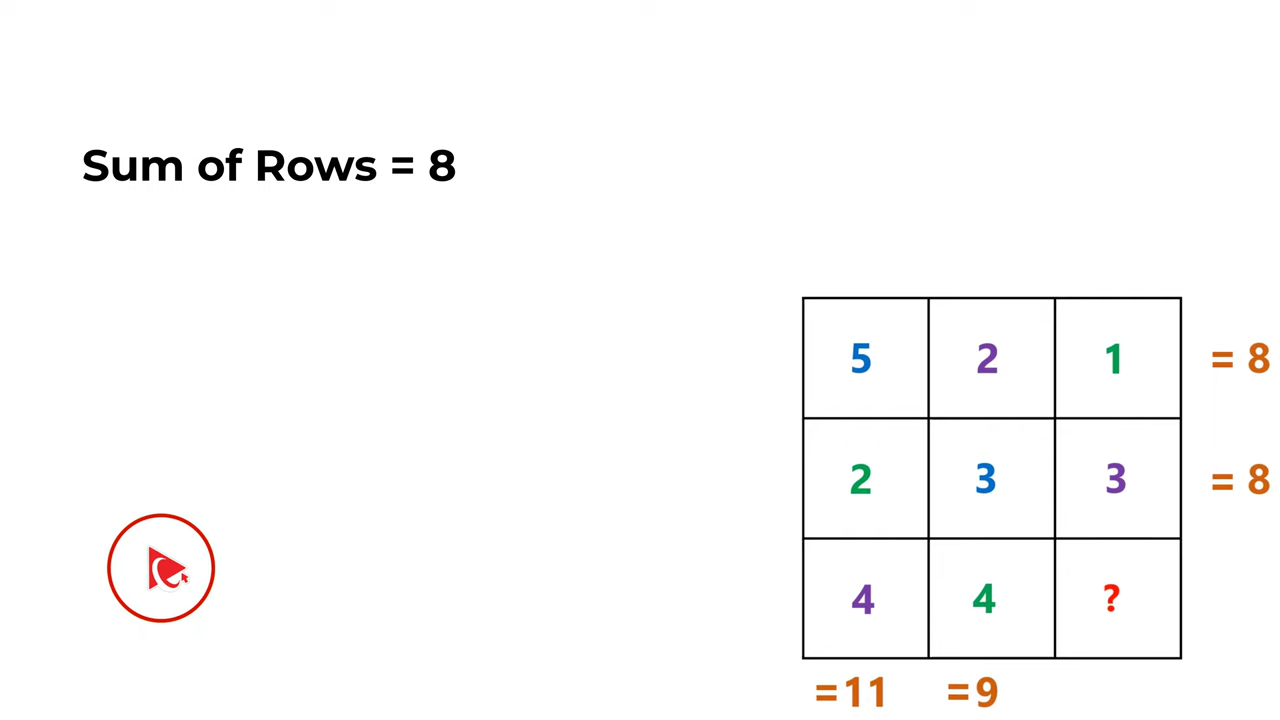 Sum of Rows = 8
5 2 1 = 8
2 3 3 = 8
4 4 ?
=11 =9